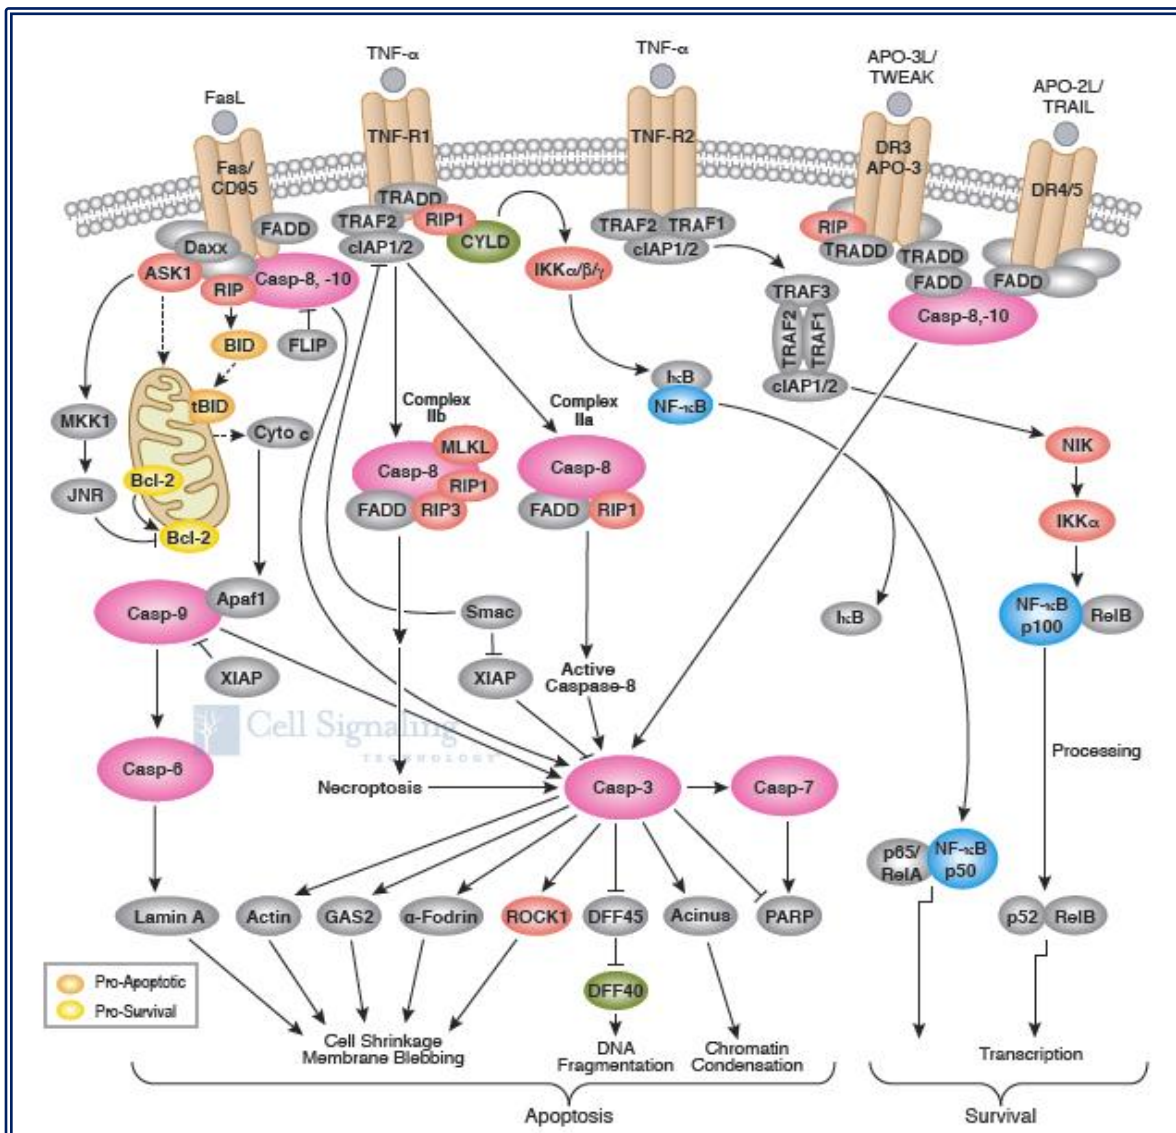 TNF-α
TNF-α
APO-3L/
TWEAK
APO-2L/
TRAIL
FasL
TNF-R1
TNF-R2
DR3
APO-3
Fas/
CD95
DR4/5
TRADD
TRAF2
RIP1
cIAP1/2
CYLD
TRAF2
TRAF1
cIAP1/2
RIP
TRADD
TRADD
FADD
FADD
Casp-8,-10
FADD
Daxx
ASK1
RIP
Casp-8, -10
IKKα/β/γ
TRAF3
TRAF2
TRAF1
cIAP1/2
BID
FLIP
IκB
NF-κB
tBID
MKK1
Cyto c
Complex
IIb
Complex
IIa
MLKL
Casp-8
RIP1
FADD
RIP3
Casp-8
FADD
RIP1
NIK
Bcl-2
JNR
Bcl-2
IKKα
Casp-9
Apaf1
Smac
IκB
NF-κB
p100
RelB
XIAP
XIAP
Active
Caspase-8
Cell Signaling
TECHNOLOGY
Casp-6
Necroptosis
Casp-3
Casp-7
Processing
p65/
RelA
NF-κB
p50
Lamin A
Actin
GAS2
α-Fodrin
ROCK1
DFF45
Acinus
PARP
p52
RelB
Pro-Apoptotic
Pro-Survival
DFF40
Cell Shrinkage
Membrane Blebbing
DNA
Fragmentation
Chromatin
Condensation
Transcription
Apoptosis
Survival